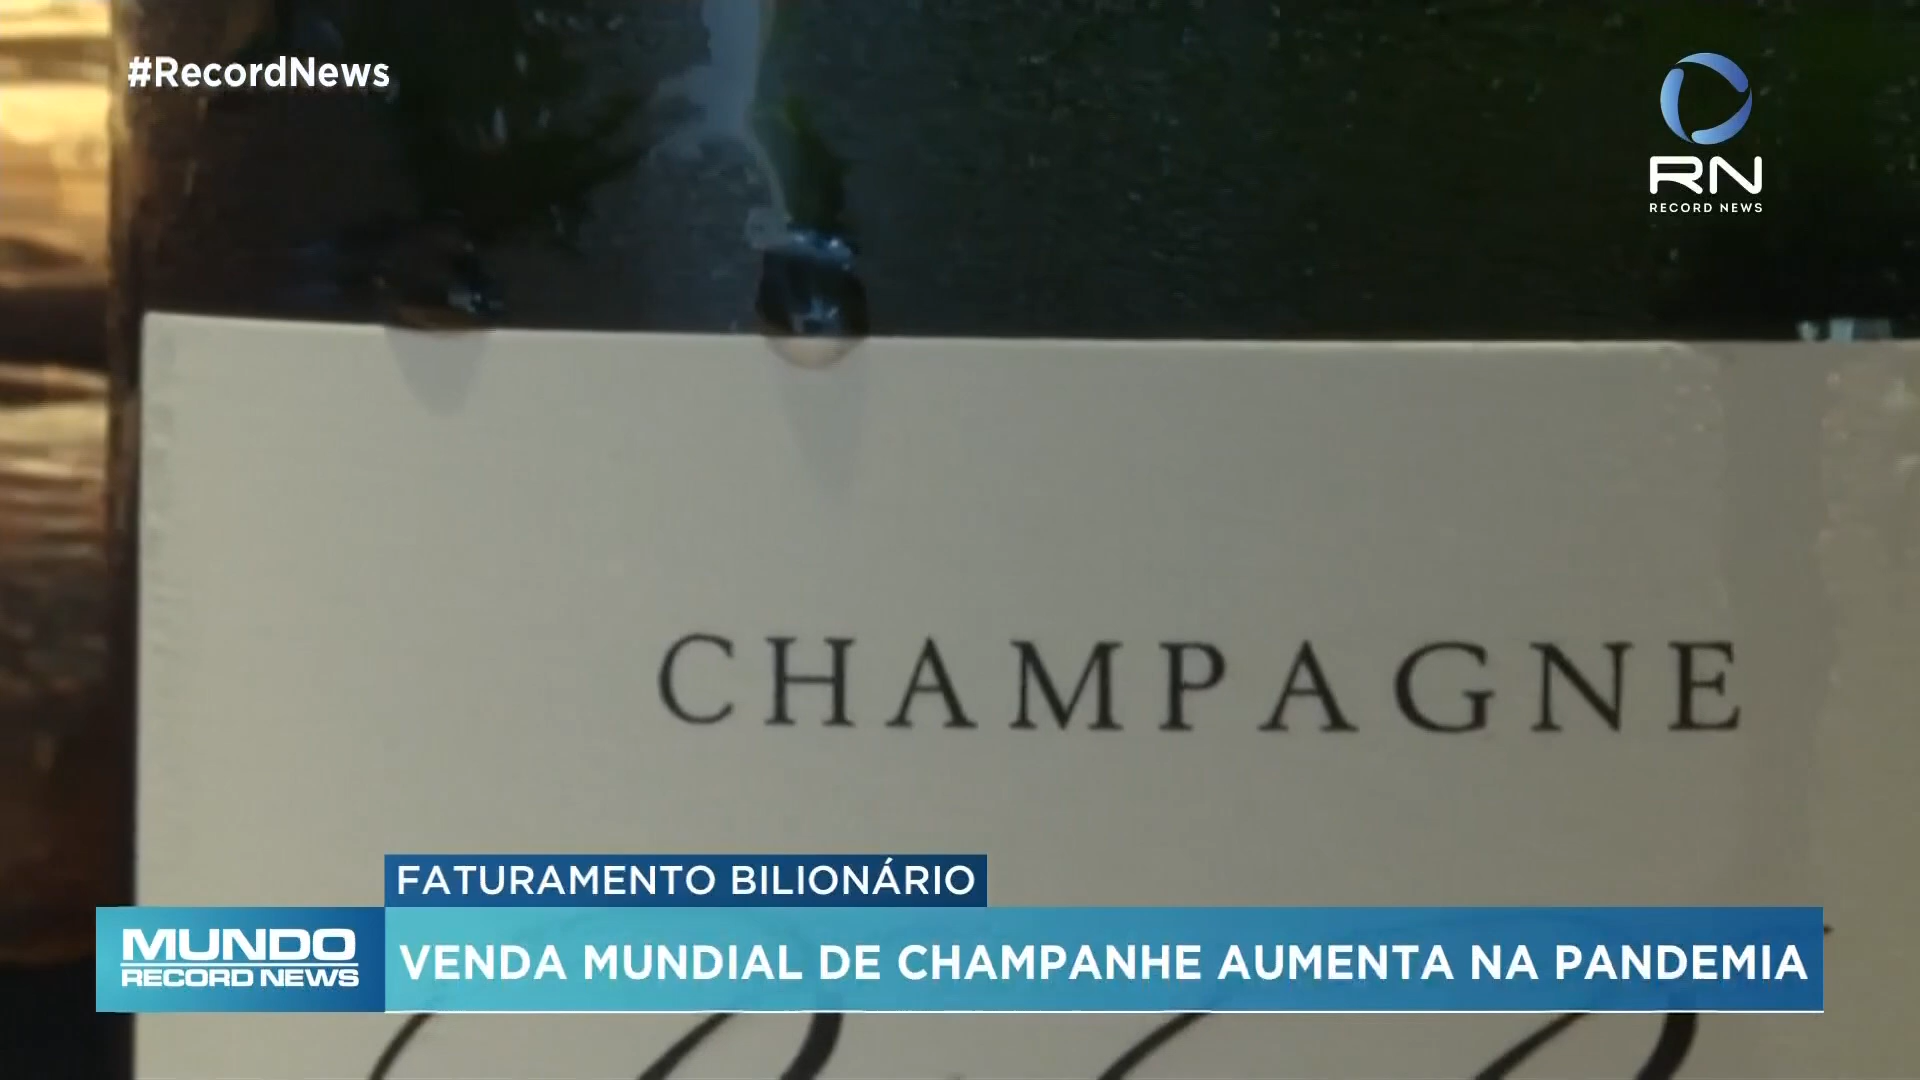 #RecordNews
RN
RECORD NEWS
CHAMPAGNE
FATURAMENTO BILIONÁRIO
MUNDO
RECORD NEWS
VENDA MUNDIAL DE CHAMPANHE AUMENTA NA PANDEMIA